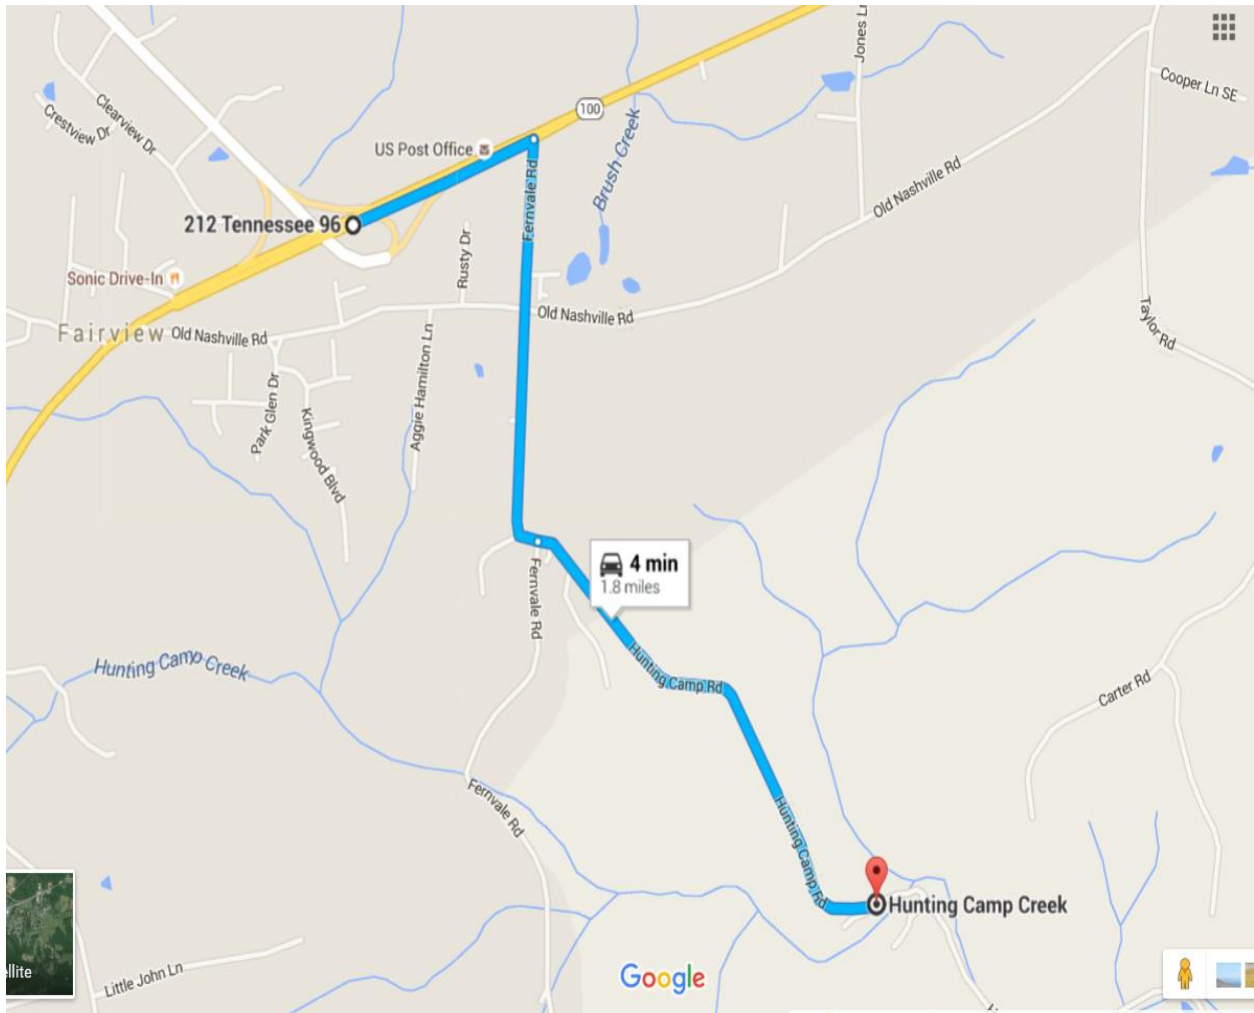 Jones L
Cooper Ln SE
Clearview Dr
Crestview Dr
100
US Post Office
Brush Creek
Fernvale Rd
Old Nashville Rd
212 Tennessee 96
Rusty Dr
Sonic Drive-In
Old Nashville Rd
Fairview
Old Nashville Rd
Taylor Rd
Aggie Hamilton Ln
Park Glen Dr
Kingwood Blvd
4 min
1.8 miles
Fernvale Rd
Hunting Camp Creek
Hunting Camp Rd
Carter Rd
Fernvale Rd
Hunting Camp Rd
Hunting Camp Creek
ellite
Little John Ln
Google